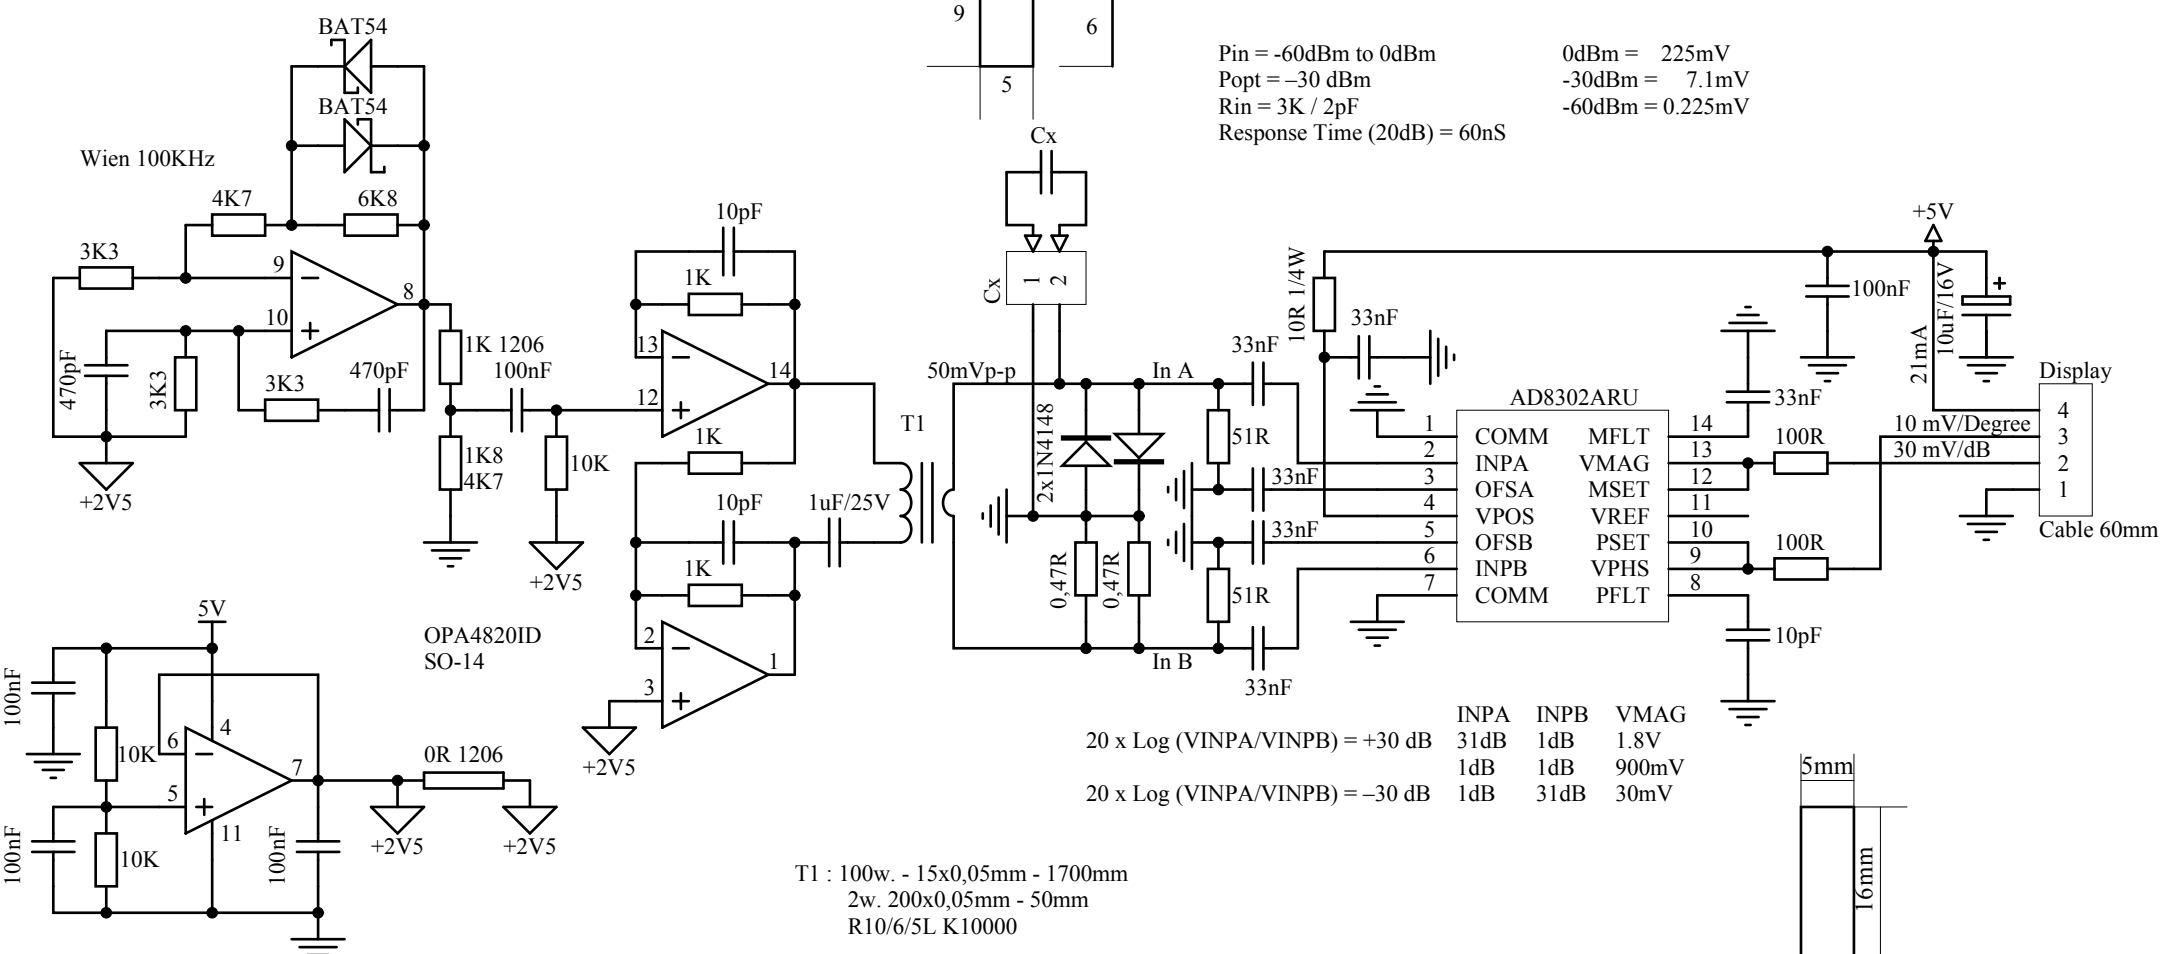 BAT54
BAT54
Wien 100KHz
4K7
6K8
3K3
9
8
10
470pF
3K3
3K3
470pF
+2V5
1K 1206
100nF
1K8
4K7
10K
+2V5
10pF
1K
13
14
12
1K
10pF
1uF/25V
1K
2
1
3
+2V5
OPA4820ID
SO-14
5V
100nF
10K
4
6
7
5
11
0R 1206
100nF
10K
100nF
+2V5
+2V5
9
6
5
Cx
Cx
1
2
50mVp-p
T1
2x1N4148
0,47R
0,47R
In A
In B
33nF
51R
33nF
33nF
51R
33nF
Pin = -60dBm to 0dBm
Popt = –30 dBm
Rin = 3K / 2pF
Response Time (20dB) = 60nS
0dBm = 225mV
-30dBm = 7.1mV
-60dBm = 0.225mV
10R 1/4W
33nF
AD8302ARU
1 COMM MFLT 14
2 INPA VMAG 13
3 OFSA MSET 12
4 VPOS VREF 11
5 OFSB PSET 10
6 INPB VPHS 9
7 COMM PFLT 8
33nF
100R
100R
10pF
+5V
100nF
21mA
10uF/16V
10 mV/Degree
30 mV/dB
Display
4
3
2
1
Cable 60mm
INPA INPB VMAG
20 x Log (VINPA/VINPB) = +30 dB 31dB 1dB 1.8V
1dB 1dB 900mV
20 x Log (VINPA/VINPB) = –30 dB 1dB 31dB 30mV
5mm
16mm
T1 : 100w. - 15x0,05mm - 1700mm
2w. 200x0,05mm - 50mm
R10/6/5L K10000